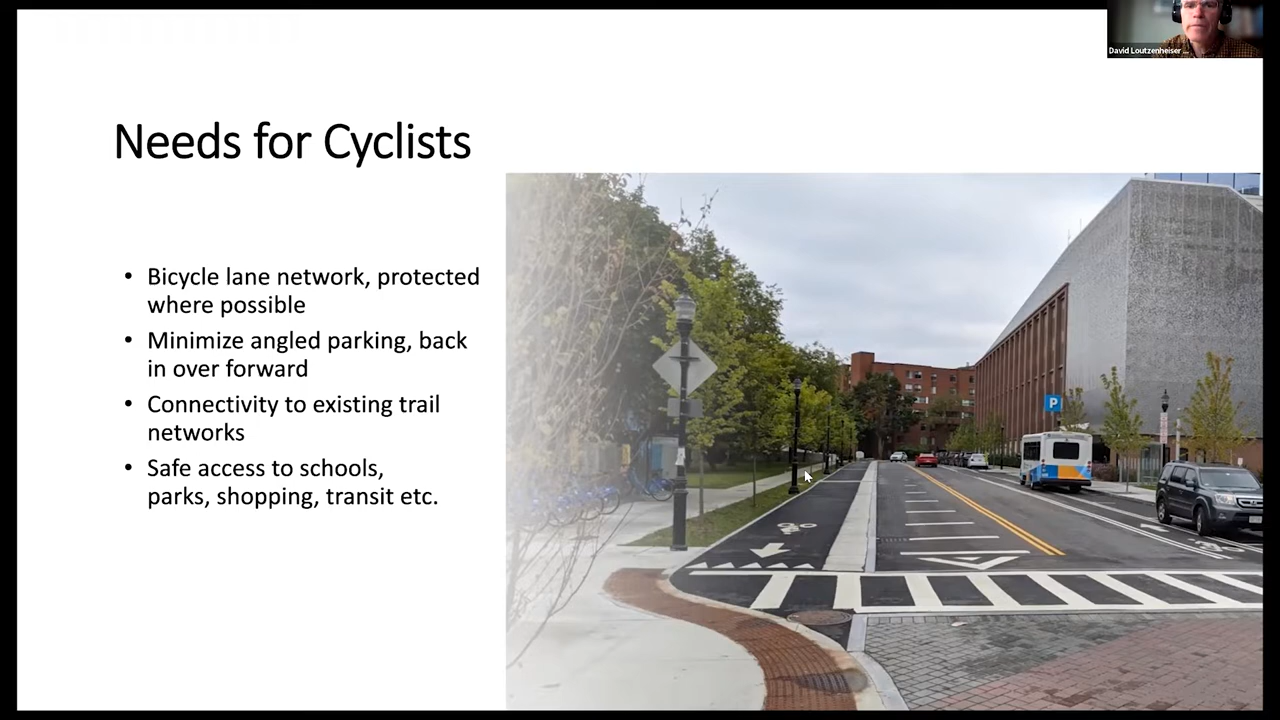 David Loutzenheiser ...
Needs for Cyclists
• Bicycle lane network, protected
where possible
• Minimize angled parking, back
in over forward
• Connectivity to existing trail
networks
• Safe access to schools,
parks, shopping, transit etc.
P